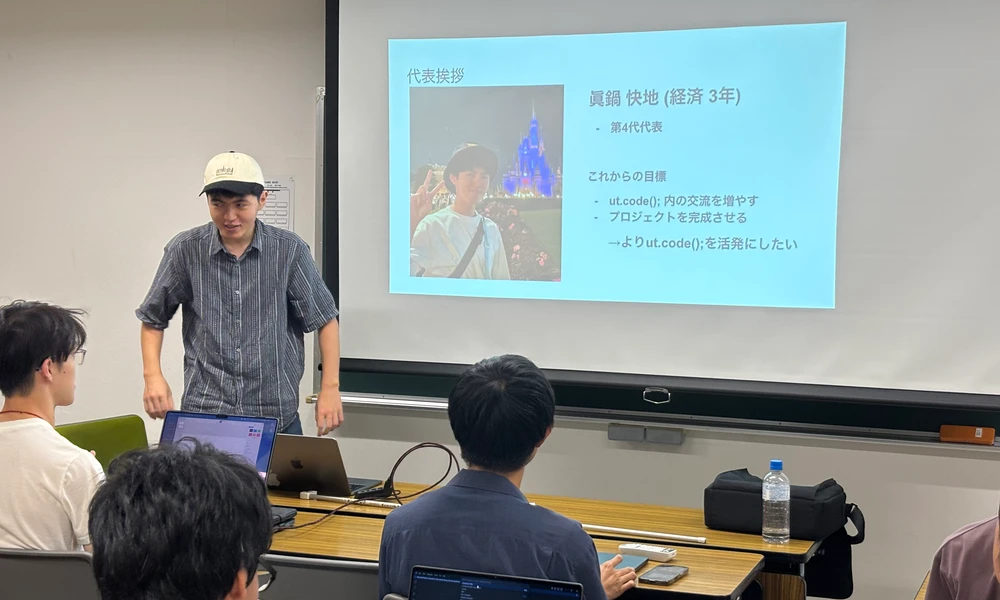 代表挨拶
眞鍋 快地 (経済 3年)
- 第4代代表
これからの目標
- ut.code(); 内の交流を増やす
- プロジェクトを完成させる
→よりut.code();を活発にしたい